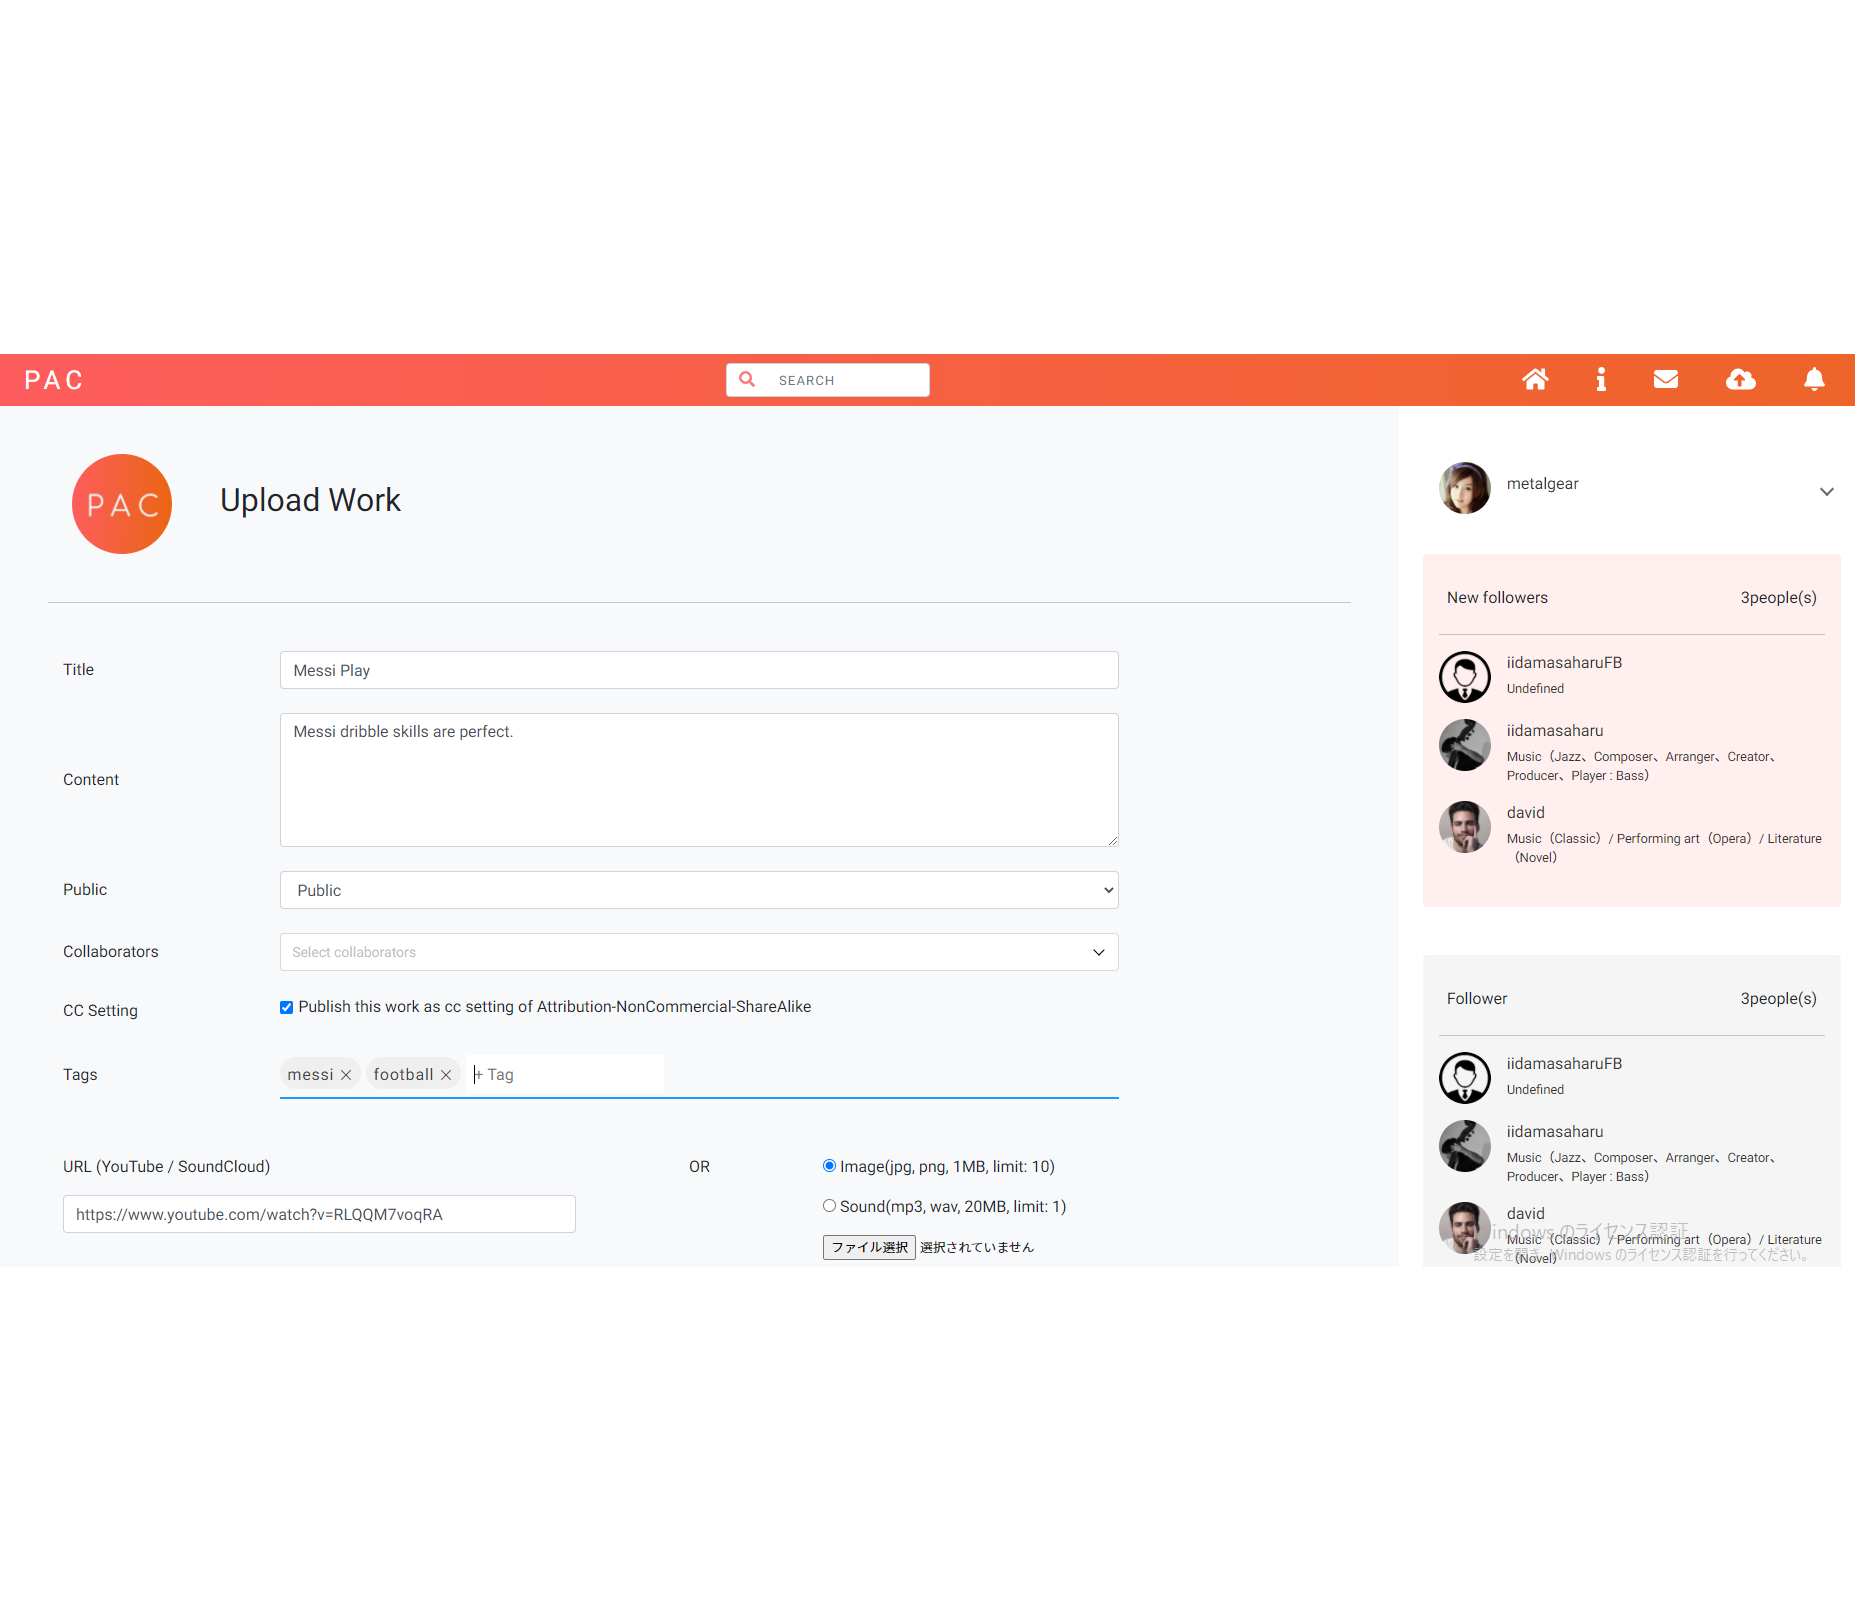 PAC
SEARCH
PAC
Upload Work
Title
Messi Play
Content
Messi dribble skills are perfect.
Public
Public
Collaborators
Select collaborators
CC Setting
Publish this work as cc setting of Attribution-NonCommercial-ShareAlike
Tags
messi
football
+ Tag
URL (YouTube / SoundCloud)
https://www.youtube.com/watch?v=RLQQM7voqRA
OR
Image(jpg, png, 1MB, limit: 10)
Sound(mp3, wav, 20MB, limit: 1)
ファイル選択 選択されていません
metalgear
New followers 3people(s)
iidamasaharuFB
Undefined
iidamasaharu
Music（Jazz、Composer、Arranger、Creator、
Producer、Player : Bass）
david
Music（Classic）/ Performing art（Opera）/ Literature
（Novel）
Follower 3people(s)
iidamasaharuFB
Undefined
iidamasaharu
Music（Jazz、Composer、Arranger、Creator、
Producer、Player : Bass）
david
Music（Classic）/ Performing art（Opera）/ Literature
（Novel）
indows のライセンス認証
設定を開き、Windows のライセンス認証を行ってください。